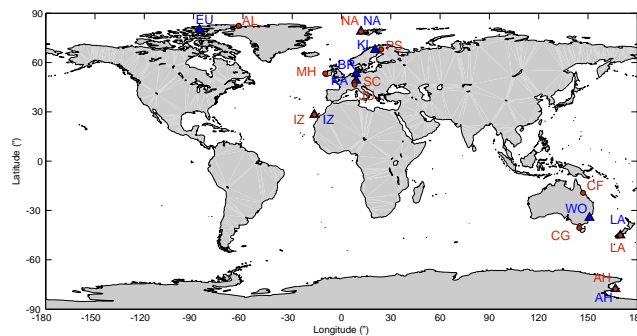 90
60
30
0
-30
-60
-90
Latitude (°)
EU AL NA NA
KI PS
MH BR
KA SC
IZ IZ
CF
WO LA
CG LA
AH
AH
-180 -150 -120 -90 -60 -30 0 30 60 90 120 150 180
Longitude (°)